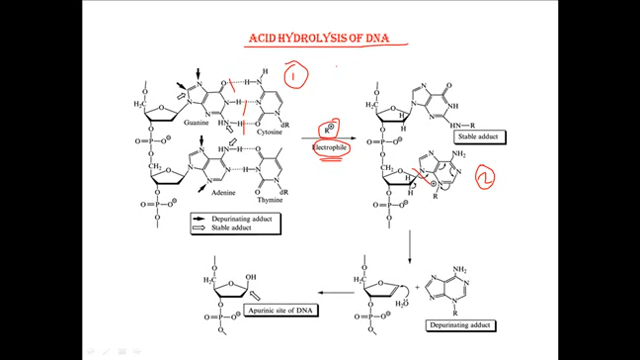 ACID HYDROLYSIS OF DNA
1
Guanine
Cytosine
dR
Adenine
Thymine
dR
Depurinating adduct
Stable adduct
R⊕
Electrophile
HN—R
Stable adduct
NH₂
R
2
OH
Apurinic site of DNA
H₂O
+
NH₂
R
Depurinating adduct